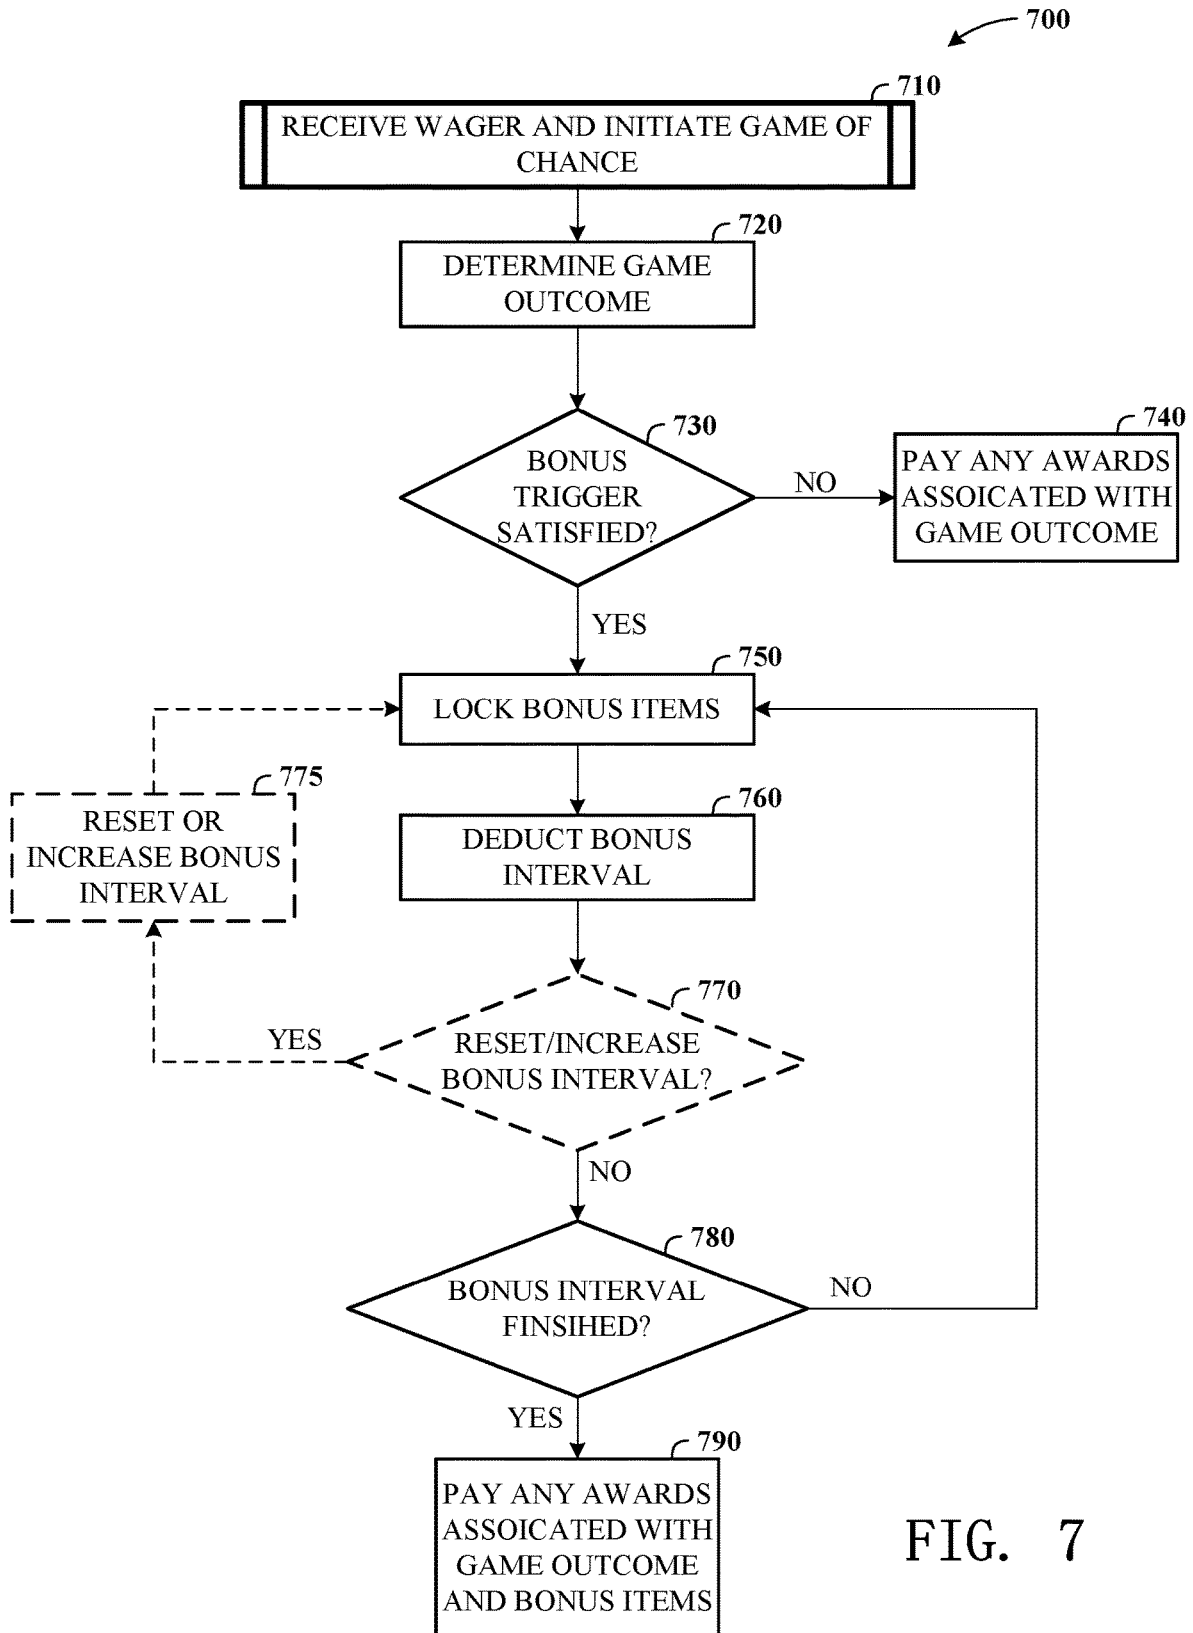 700
710
RECEIVE WAGER AND INITIATE GAME OF
CHANCE
720
DETERMINE GAME
OUTCOME
730
BONUS
TRIGGER
SATISFIED?
NO
740
PAY ANY AWARDS
ASSOICATED WITH
GAME OUTCOME
YES
750
LOCK BONUS ITEMS
775
RESET OR
INCREASE BONUS
INTERVAL
760
DEDUCT BONUS
INTERVAL
770
RESET/INCREASE
BONUS INTERVAL?
YES
NO
780
BONUS INTERVAL
FINSIHED?
NO
YES
790
PAY ANY AWARDS
ASSOICATED WITH
GAME OUTCOME
AND BONUS ITEMS
FIG. 7